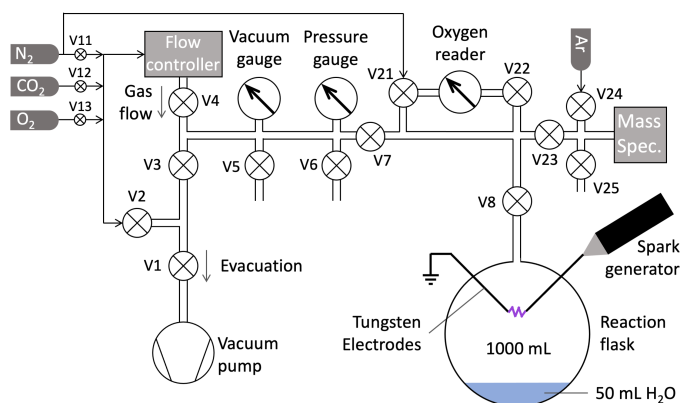 N2
V11
CO2
V12
O2
V13
Flow
controller
Gas
flow
V4
V3
V2
V1
Evacuation
Vacuum
pump
Vacuum
gauge
V5
Pressure
gauge
V6
V7
Oxygen
reader
V21
V22
Ar
V24
V23
V25
Mass
Spec.
V8
Spark
generator
Tungsten
Electrodes
Reaction
flask
1000 mL
50 mL H2O